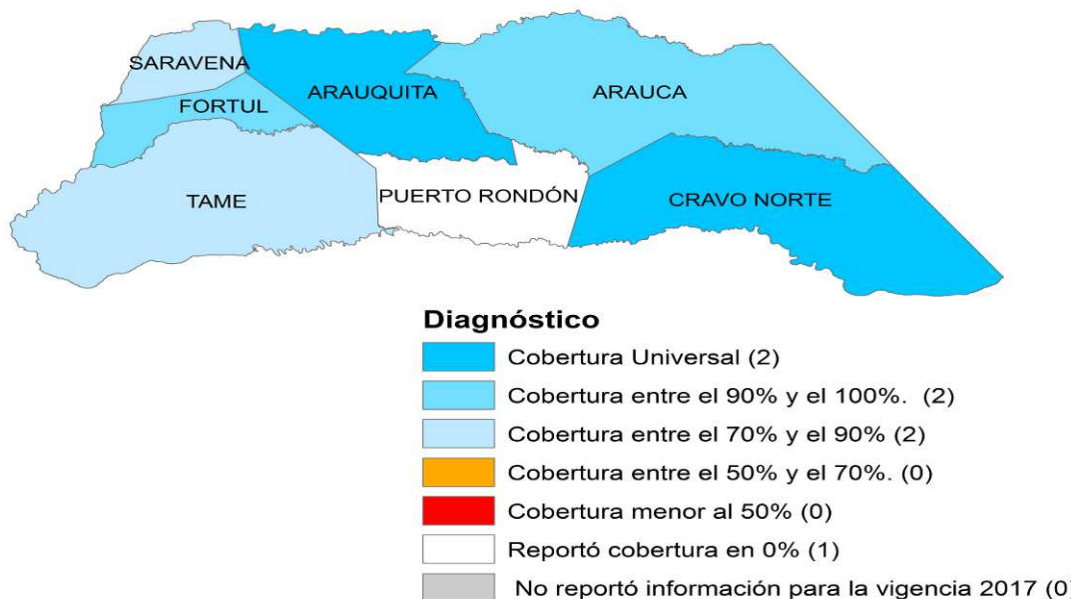 SARAVENA
ARAUQUITA
ARAUCA
FORTUL
TAME
PUERTO RONDÓN
CRAVO NORTE
Diagnóstico
Cobertura Universal (2)
Cobertura entre el 90% y el 100%. (2)
Cobertura entre el 70% y el 90% (2)
Cobertura entre el 50% y el 70%. (0)
Cobertura menor al 50% (0)
Reportó cobertura en 0% (1)
No reportó información para la vigencia 2017 (0)